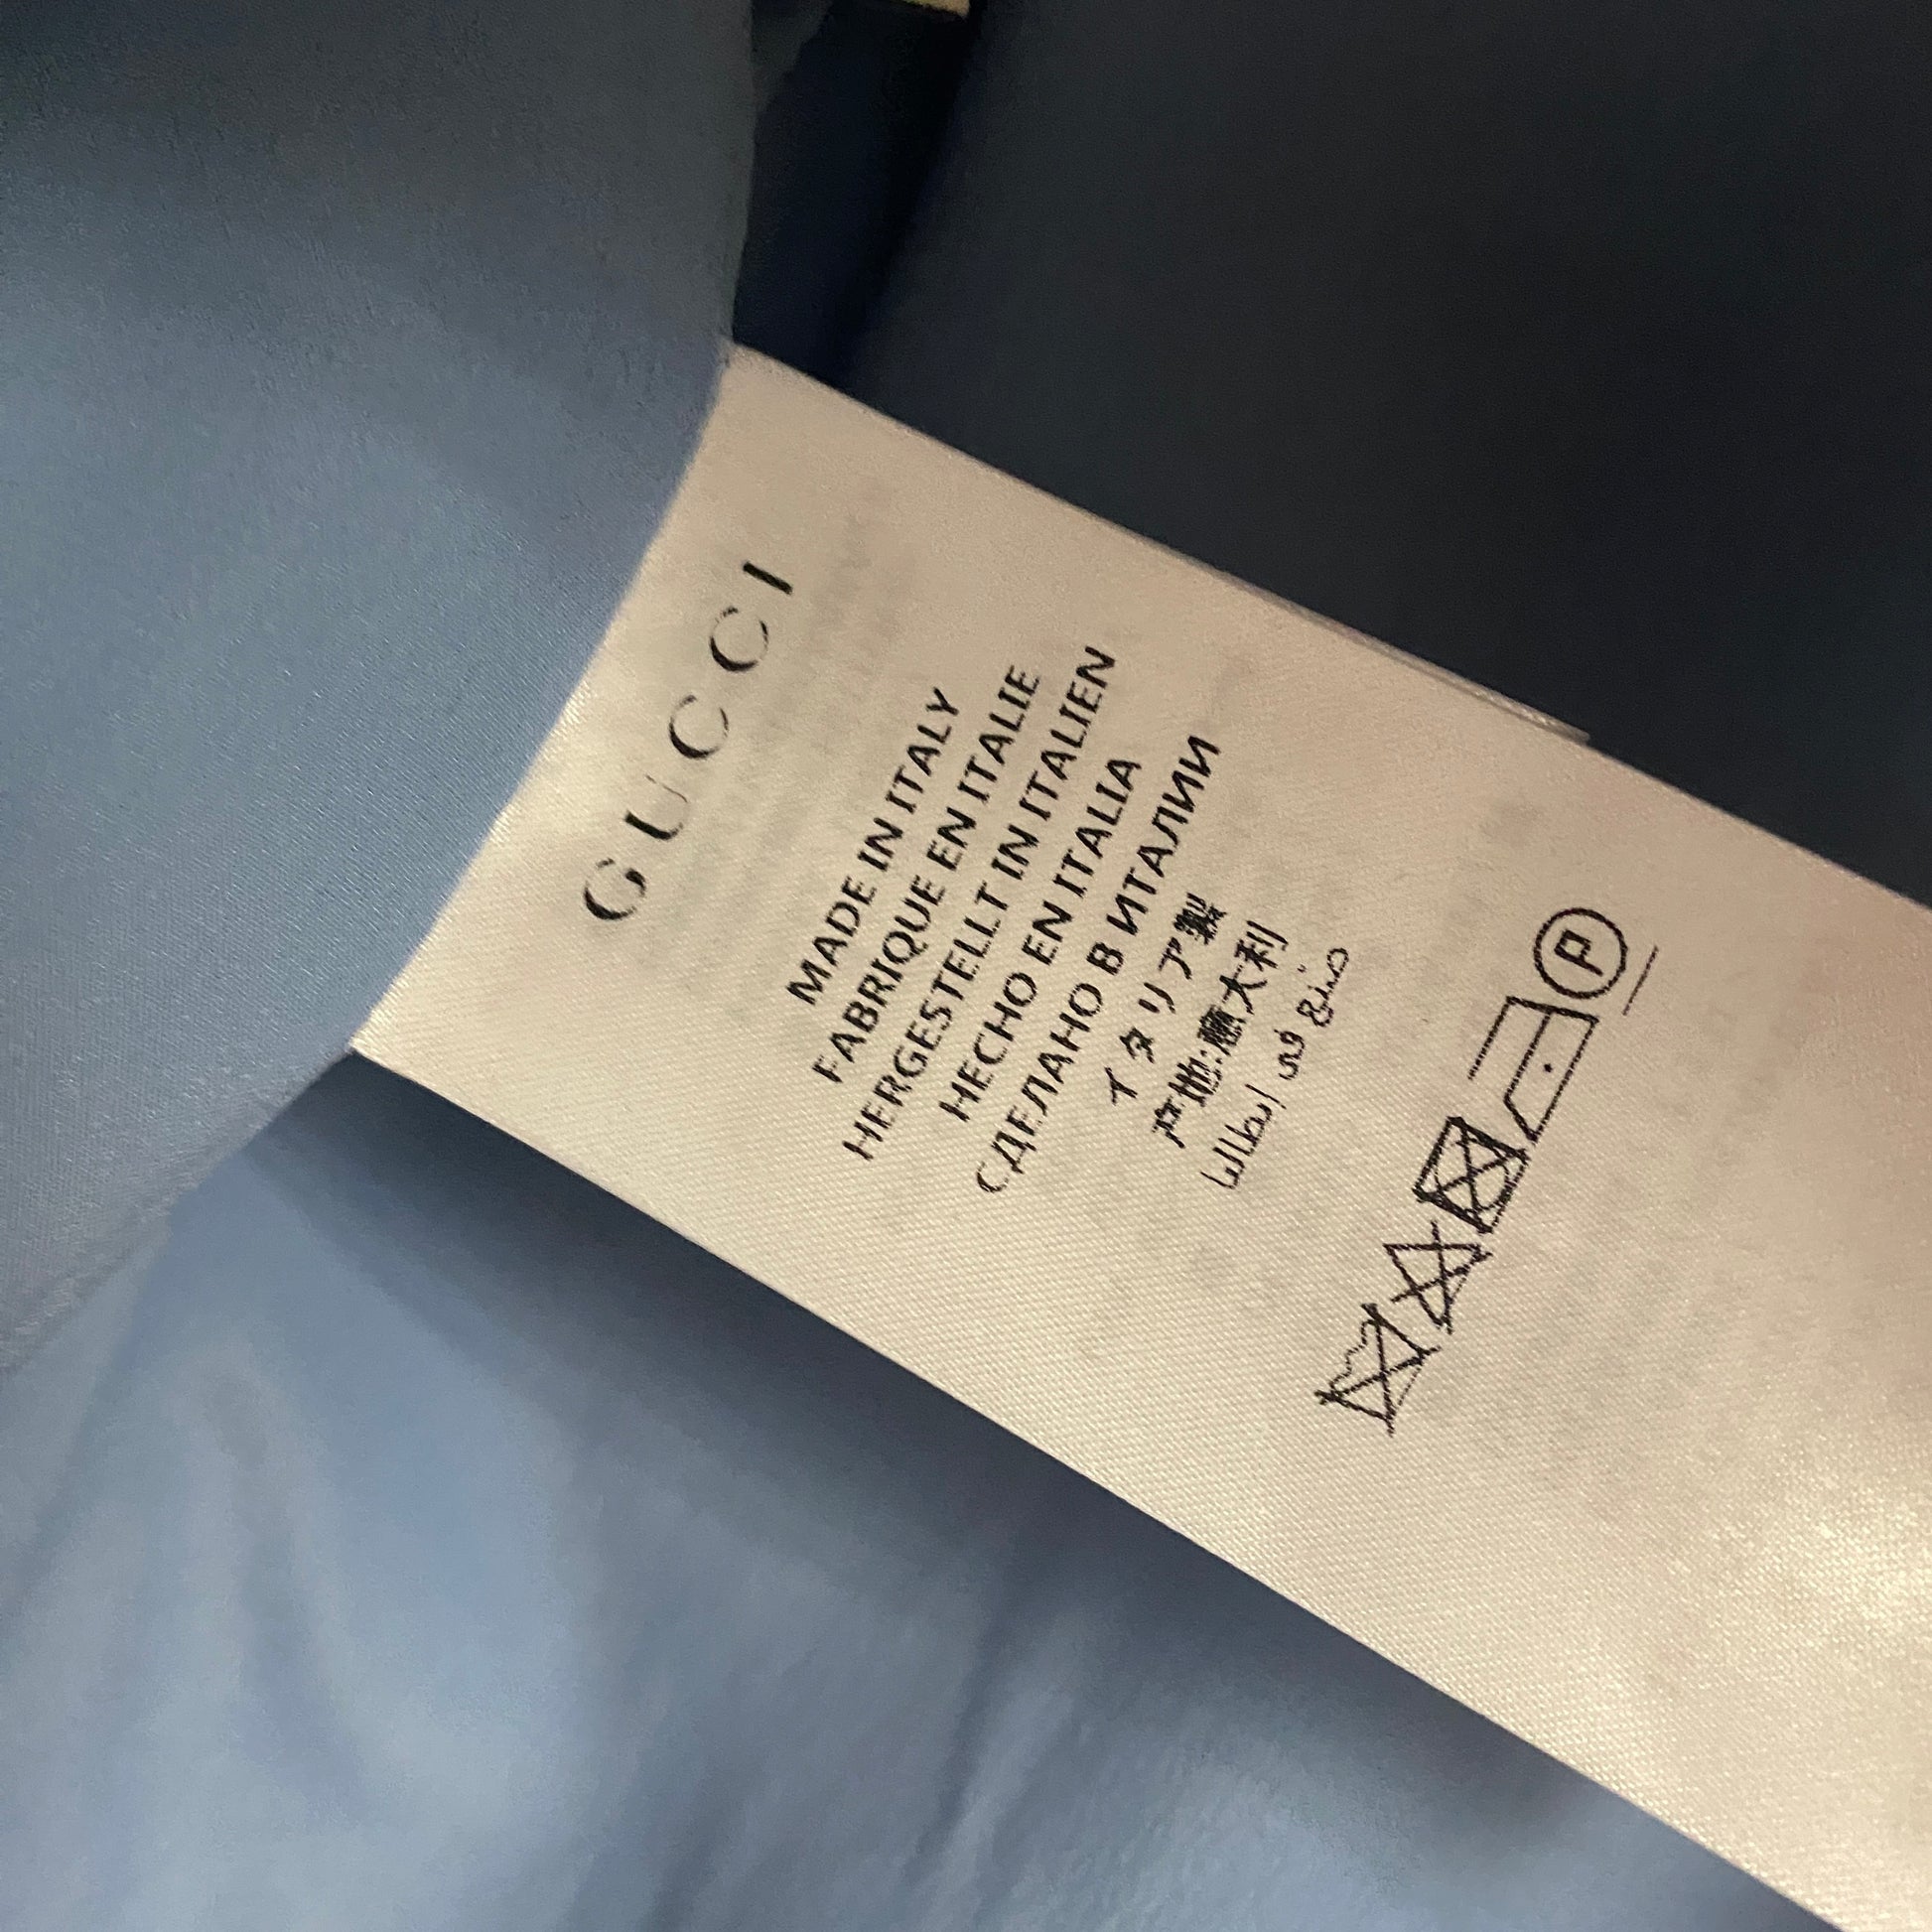 GUCCI
MADE IN ITALY
FABRIQUE EN ITALIE
HERGESTELLT IN ITALIEN
HECHO EN ITALIA
СДЕЛАНО В ИТАЛИИ
イタリア製
产地:意大利
صنع في إيطاليا
P